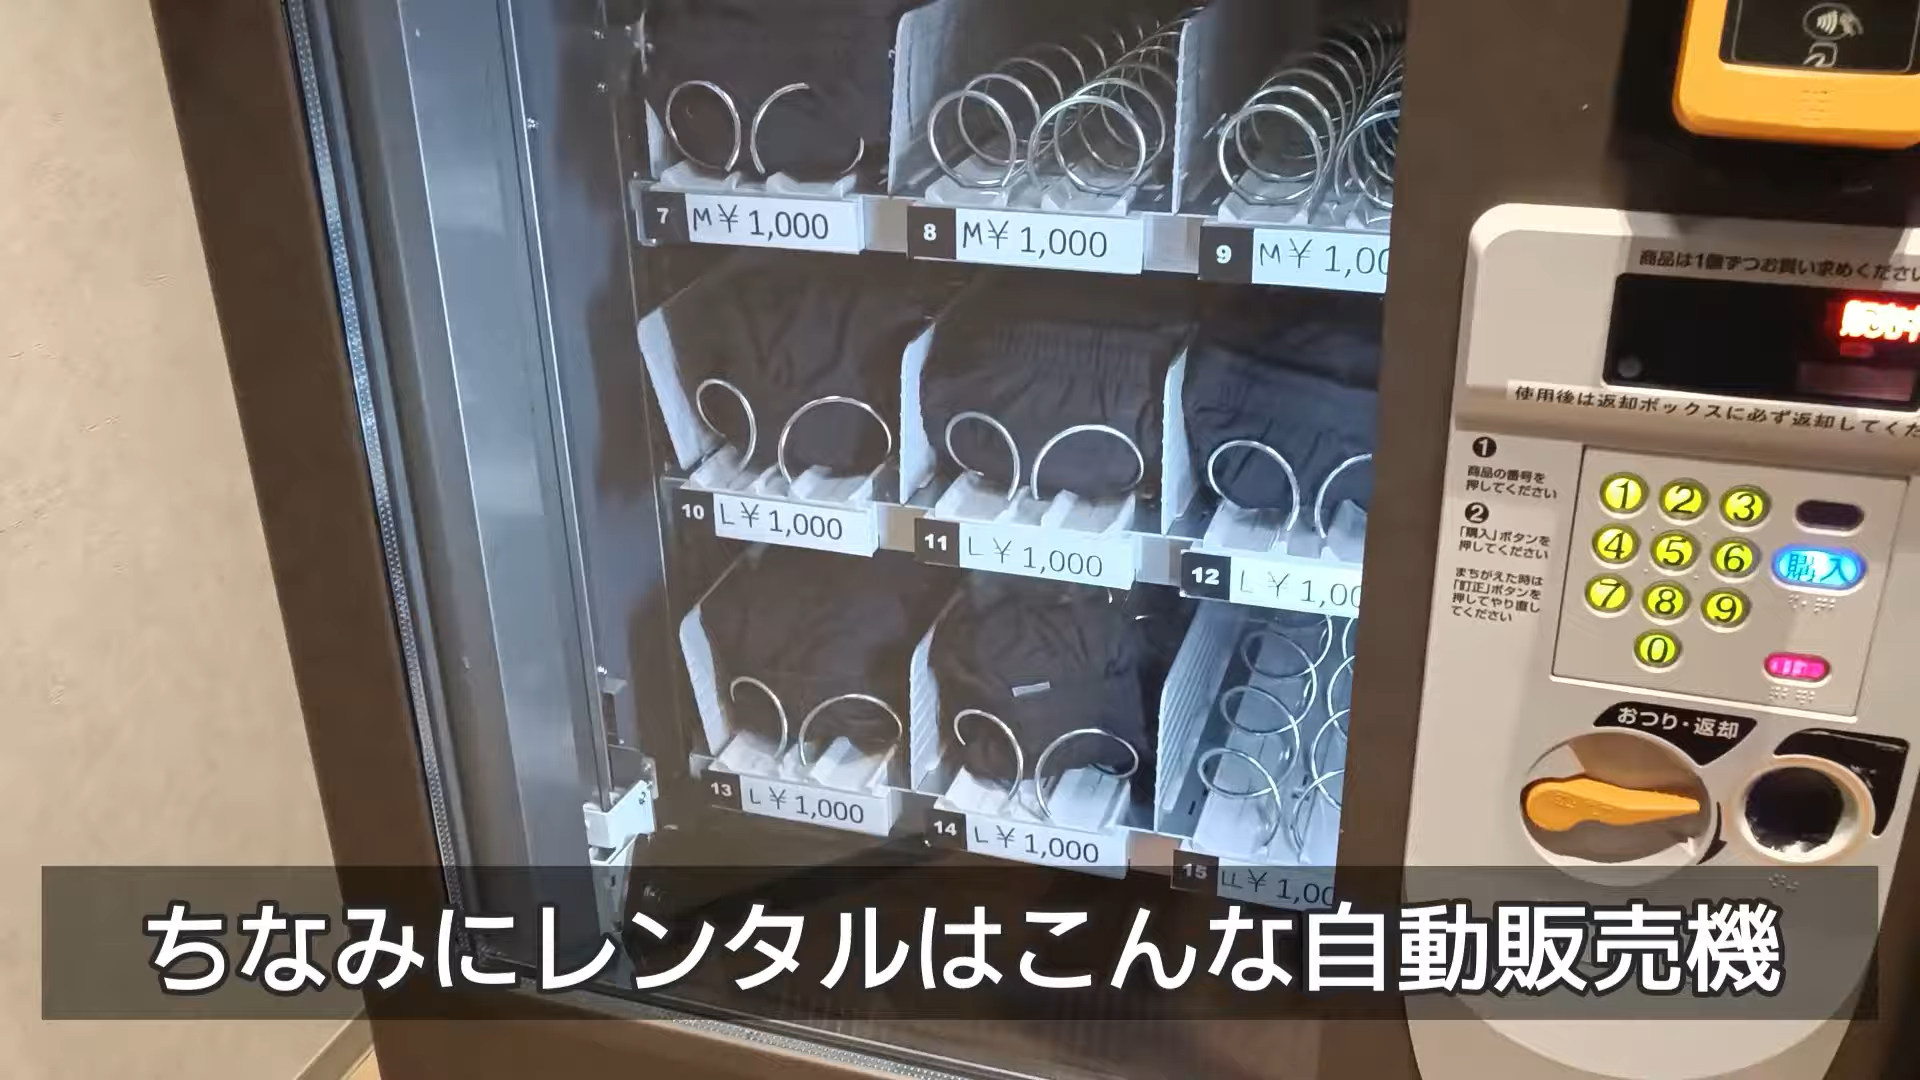 7 M¥1,000
8 M¥1,000
9 M¥1,00
10 L¥1,000
11 L¥1,000
12 L¥1,00
13 L¥1,000
14 L¥1,000
15 LL¥1,00
商品は1個ずつお買い求めください
使用後は返却ボックスに必ず返却してくだ
1
商品の番号を
押してください
2
「購入」ボタンを
押してください
まちがえた時は
「訂正」ボタンを
押してやり直し
てください
1 2 3
4 5 6
購入
7 8 9
0
おつり・返却
ちなみにレンタルはこんな自動販売機